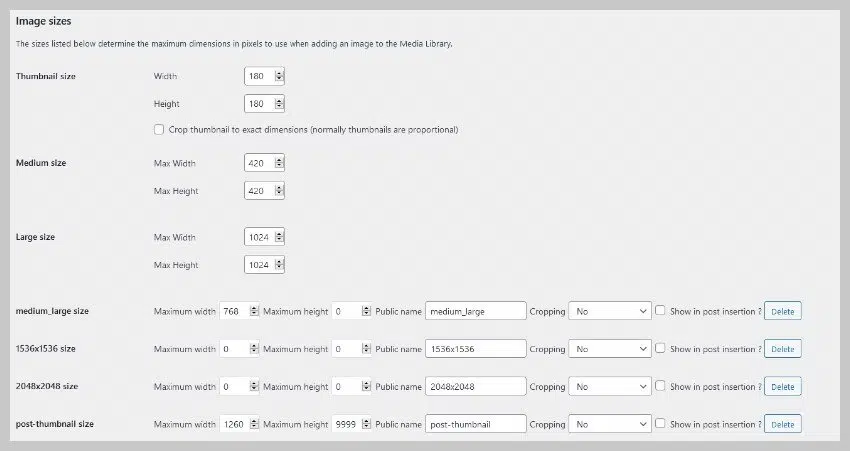 Image sizes
The sizes listed below determine the maximum dimensions in pixels to use when adding an image to the Media Library.
Thumbnail size Width 180
Height 180
Crop thumbnail to exact dimensions (normally thumbnails are proportional)
Medium size Max Width 420
Max Height 420
Large size Max Width 1024
Max Height 1024
medium_large size Maximum width 768 Maximum height 0 Public name medium_large Cropping No Show in post insertion ? Delete
1536x1536 size Maximum width 0 Maximum height 0 Public name 1536x1536 Cropping No Show in post insertion ? Delete
2048x2048 size Maximum width 0 Maximum height 0 Public name 2048x2048 Cropping No Show in post insertion ? Delete
post-thumbnail size Maximum width 1260 Maximum height 9999 Public name post-thumbnail Cropping No Show in post insertion ? Delete